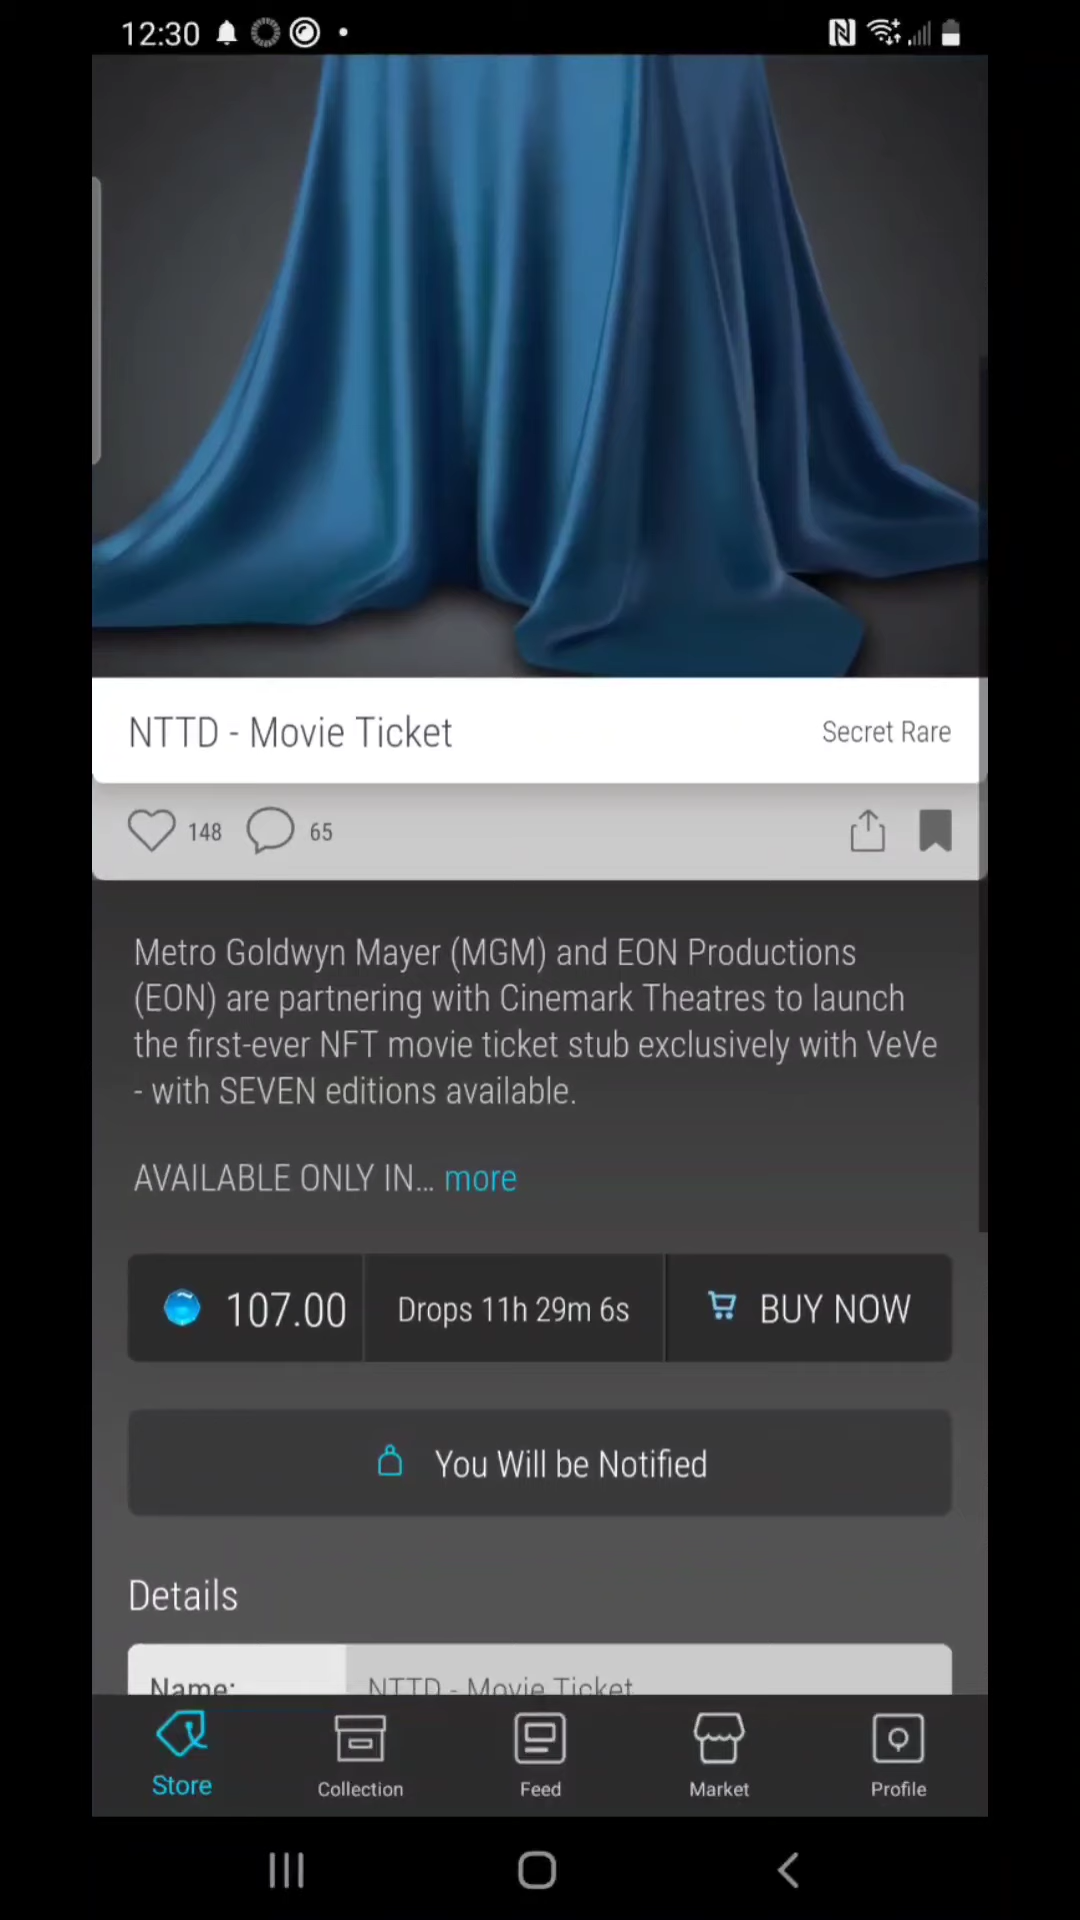 12:30
NTTD - Movie Ticket
Secret Rare
148
65
Metro Goldwyn Mayer (MGM) and EON Productions
(EON) are partnering with Cinemark Theatres to launch
the first-ever NFT movie ticket stub exclusively with VeVe
- with SEVEN editions available.
AVAILABLE ONLY IN... more
107.00
Drops 11h 29m 6s
BUY NOW
You Will be Notified
Details
Name:
NTTD - Movie Ticket
Store
Collection
Feed
Market
Profile